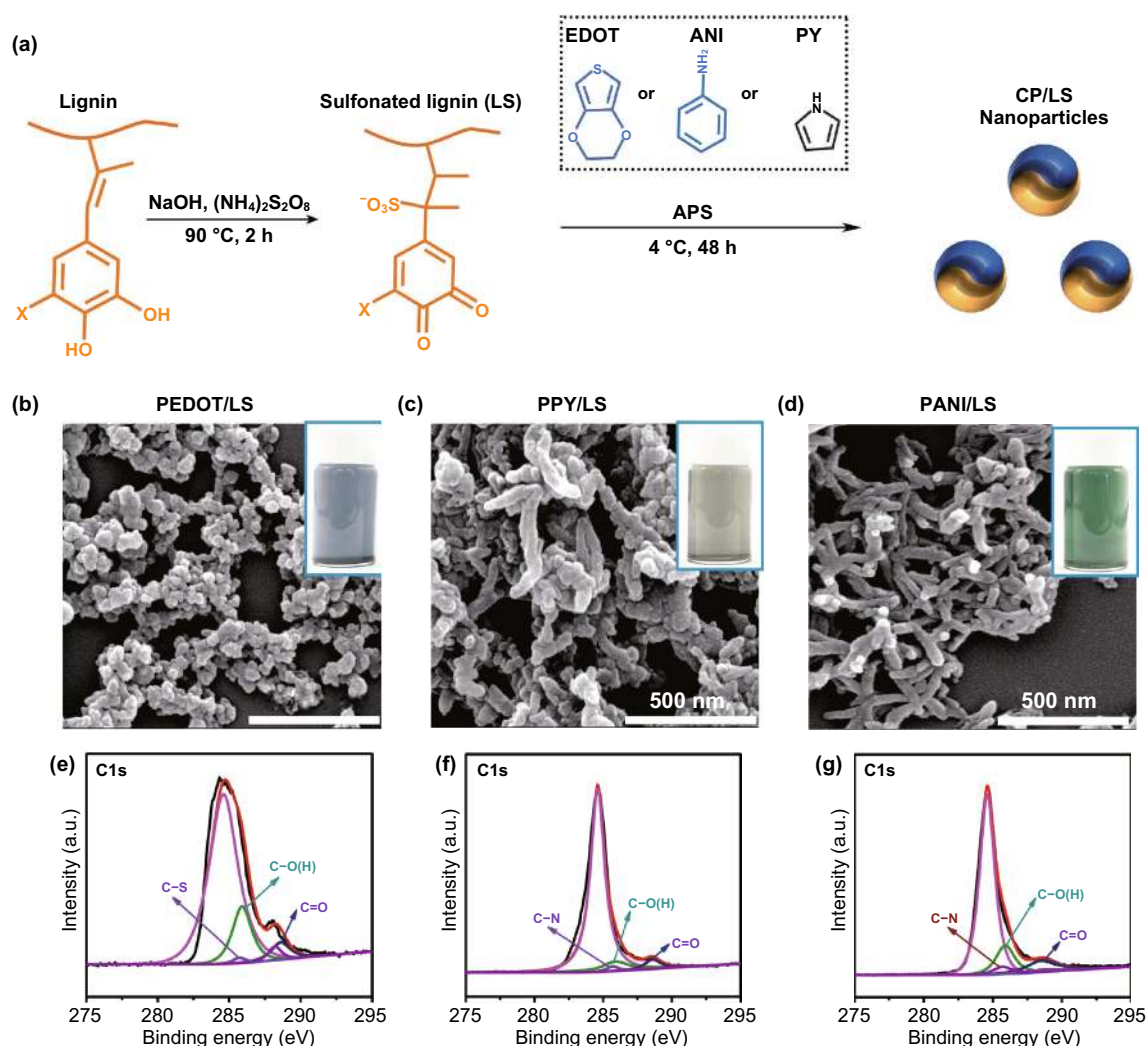 (a)
Lignin
X
OH
HO
NaOH, (NH₄)₂S₂O₈
90 °C, 2 h
Sulfonated lignin (LS)
⁻O₃S
X
O
O
EDOT
S
O
O
or
ANI
NH₂
or
PY
H
N
APS
4 °C, 48 h
CP/LS
Nanoparticles
(b)
PEDOT/LS
(c)
PPY/LS
500 nm
(d)
PANI/LS
500 nm
(e)
C1s
C−S
C−O(H)
C=O
Intensity (a.u.)
275 280 285 290 295
Binding energy (eV)
(f)
C1s
C−N
C−O(H)
C=O
Intensity (a.u.)
275 280 285 290 295
Binding energy (eV)
(g)
C1s
C−N
C−O(H)
C=O
Intensity (a.u.)
275 280 285 290 295
Binding energy (eV)